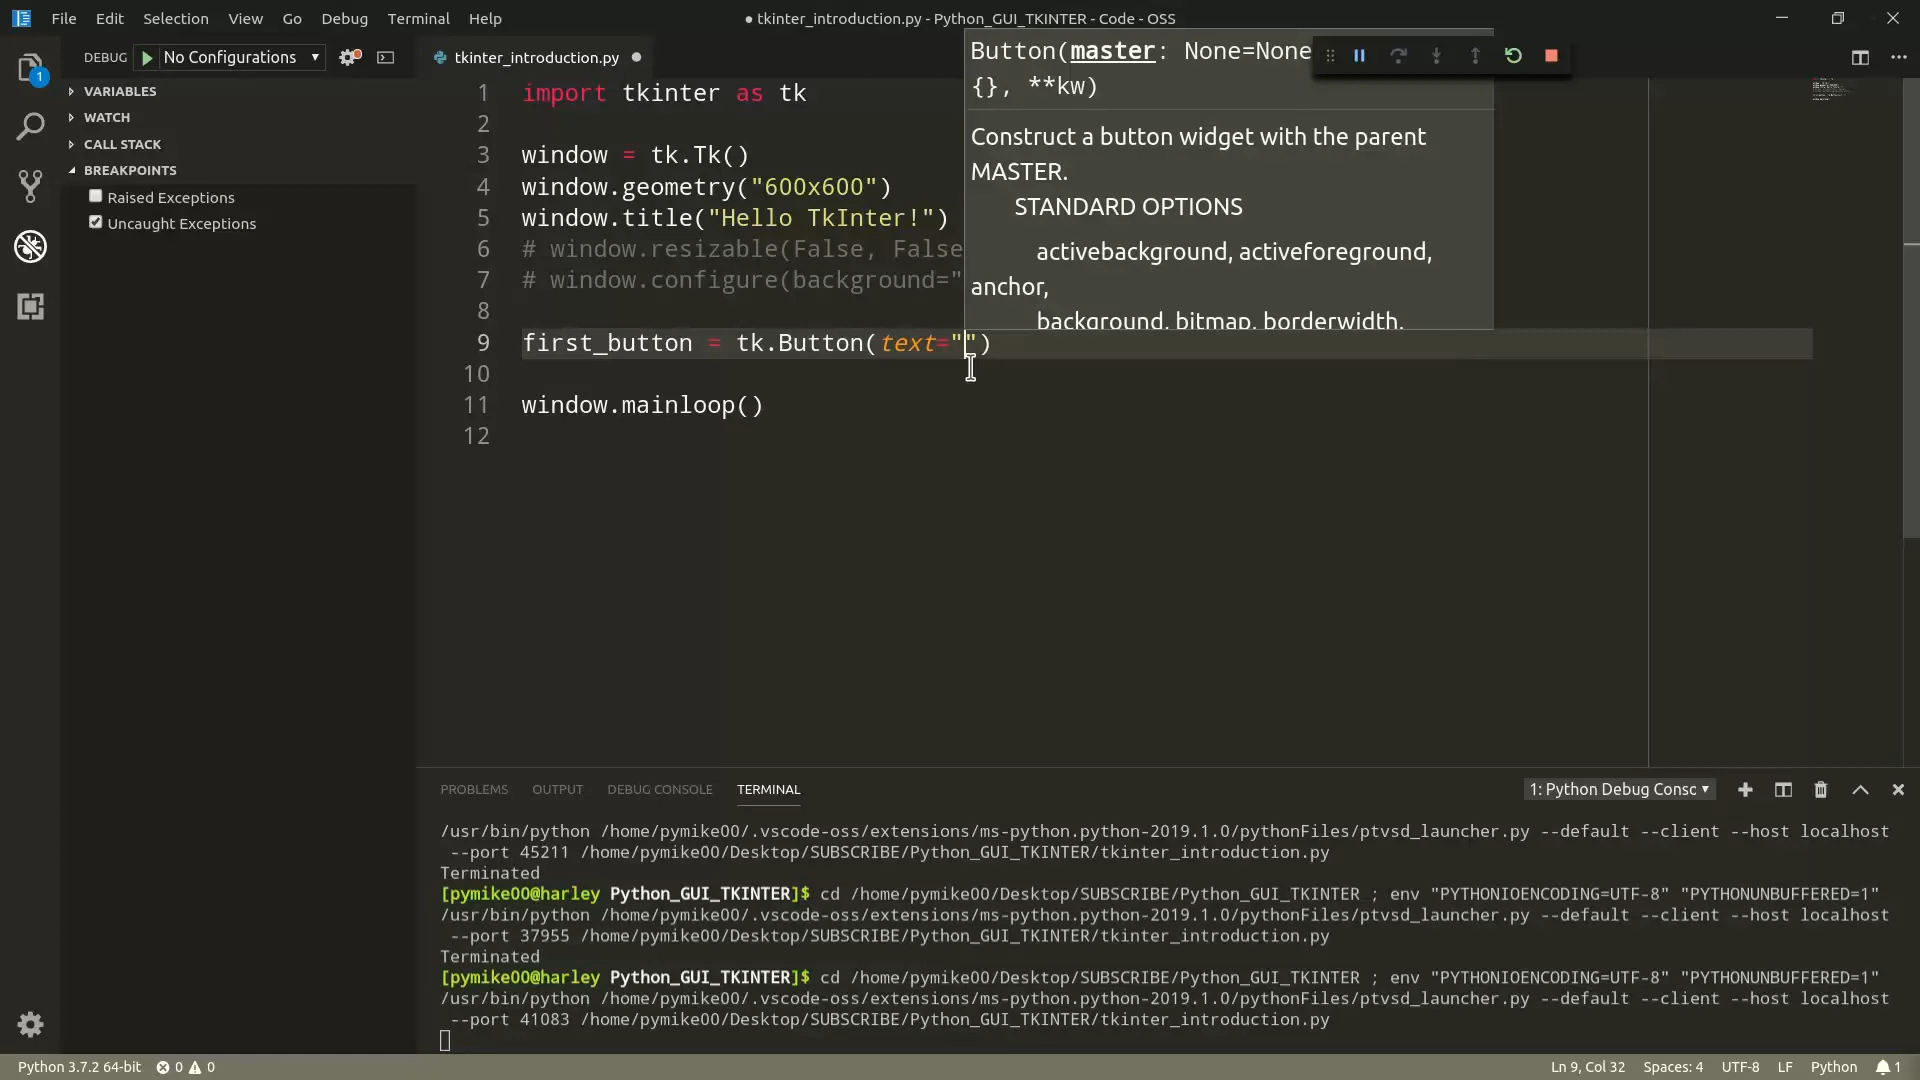 File Edit Selection View Go Debug Terminal Help
● tkinter_introduction.py - Python_GUI_TKINTER - Code - OSS
DEBUG No Configurations
tkinter_introduction.py
1
VARIABLES
WATCH
CALL STACK
BREAKPOINTS
Raised Exceptions
Uncaught Exceptions
1 import tkinter as tk
2
3 window = tk.Tk()
4 window.geometry("600x600")
5 window.title("Hello TkInter!")
6 # window.resizable(False, False
7 # window.configure(background="
8
9 first_button = tk.Button(text="")
10
11 window.mainloop()
12
Button(master: None=None
{}, **kw)
Construct a button widget with the parent
MASTER.
STANDARD OPTIONS
activebackground, activeforeground,
anchor,
background, bitmap, borderwidth,
PROBLEMS OUTPUT DEBUG CONSOLE TERMINAL
1: Python Debug Consc
/usr/bin/python /home/pymike00/.vscode-oss/extensions/ms-python.python-2019.1.0/pythonFiles/ptvsd_launcher.py --default --client --host localhost
--port 45211 /home/pymike00/Desktop/SUBSCRIBE/Python_GUI_TKINTER/tkinter_introduction.py
Terminated
[pymike00@harley Python_GUI_TKINTER]$ cd /home/pymike00/Desktop/SUBSCRIBE/Python_GUI_TKINTER ; env "PYTHONIOENCODING=UTF-8" "PYTHONUNBUFFERED=1"
/usr/bin/python /home/pymike00/.vscode-oss/extensions/ms-python.python-2019.1.0/pythonFiles/ptvsd_launcher.py --default --client --host localhost
--port 37955 /home/pymike00/Desktop/SUBSCRIBE/Python_GUI_TKINTER/tkinter_introduction.py
Terminated
[pymike00@harley Python_GUI_TKINTER]$ cd /home/pymike00/Desktop/SUBSCRIBE/Python_GUI_TKINTER ; env "PYTHONIOENCODING=UTF-8" "PYTHONUNBUFFERED=1"
/usr/bin/python /home/pymike00/.vscode-oss/extensions/ms-python.python-2019.1.0/pythonFiles/ptvsd_launcher.py --default --client --host localhost
--port 41083 /home/pymike00/Desktop/SUBSCRIBE/Python_GUI_TKINTER/tkinter_introduction.py
Python 3.7.2 64-bit 0 0
Ln 9, Col 32 Spaces: 4 UTF-8 LF Python 1